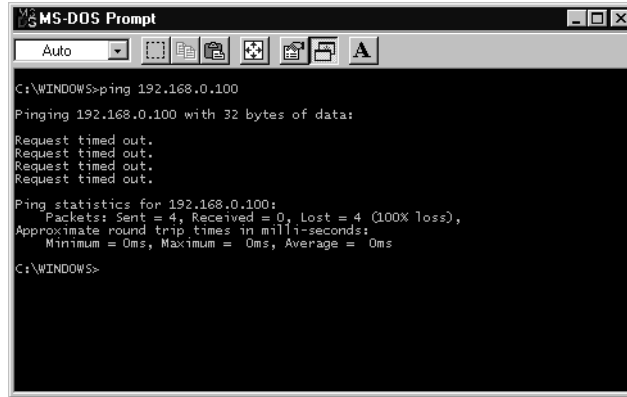 MS-DOS Prompt
Auto
A
C:\WINDOWS>ping 192.168.0.100
Pinging 192.168.0.100 with 32 bytes of data:
Request timed out.
Request timed out.
Request timed out.
Request timed out.
Ping statistics for 192.168.0.100:
Packets: Sent = 4, Received = 0, Lost = 4 (100% loss),
Approximate round trip times in milli-seconds:
Minimum = 0ms, Maximum =  0ms, Average =  0ms
C:\WINDOWS>